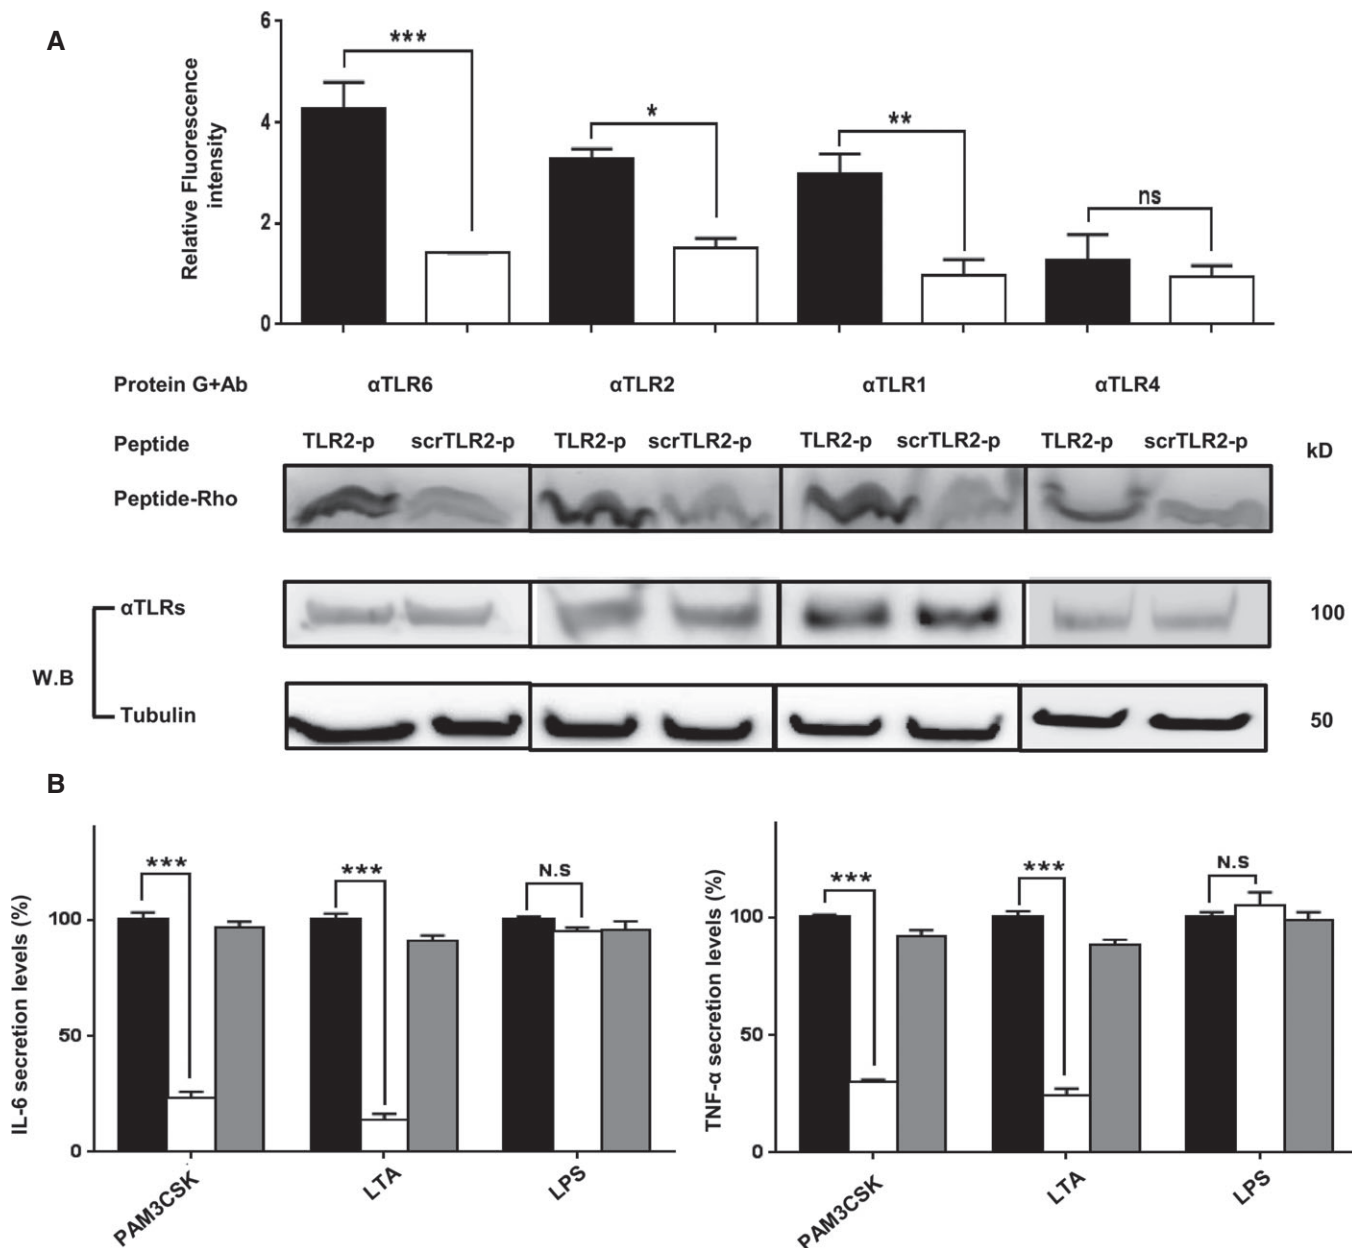 A
Relative Fluorescence
intensity
6
4
2
0
***
*
**
ns
Protein G+Ab αTLR6 αTLR2 αTLR1 αTLR4
Peptide TLR2-p scrTLR2-p TLR2-p scrTLR2-p TLR2-p scrTLR2-p TLR2-p scrTLR2-p kD
Peptide-Rho
αTLRs 100
W.B
Tubulin 50
B
IL-6 secretion levels (%)
100
50
0
***
***
N.S
PAM3CSK LTA LPS
TNF-α secretion levels (%)
100
50
0
***
***
N.S
PAM3CSK LTA LPS